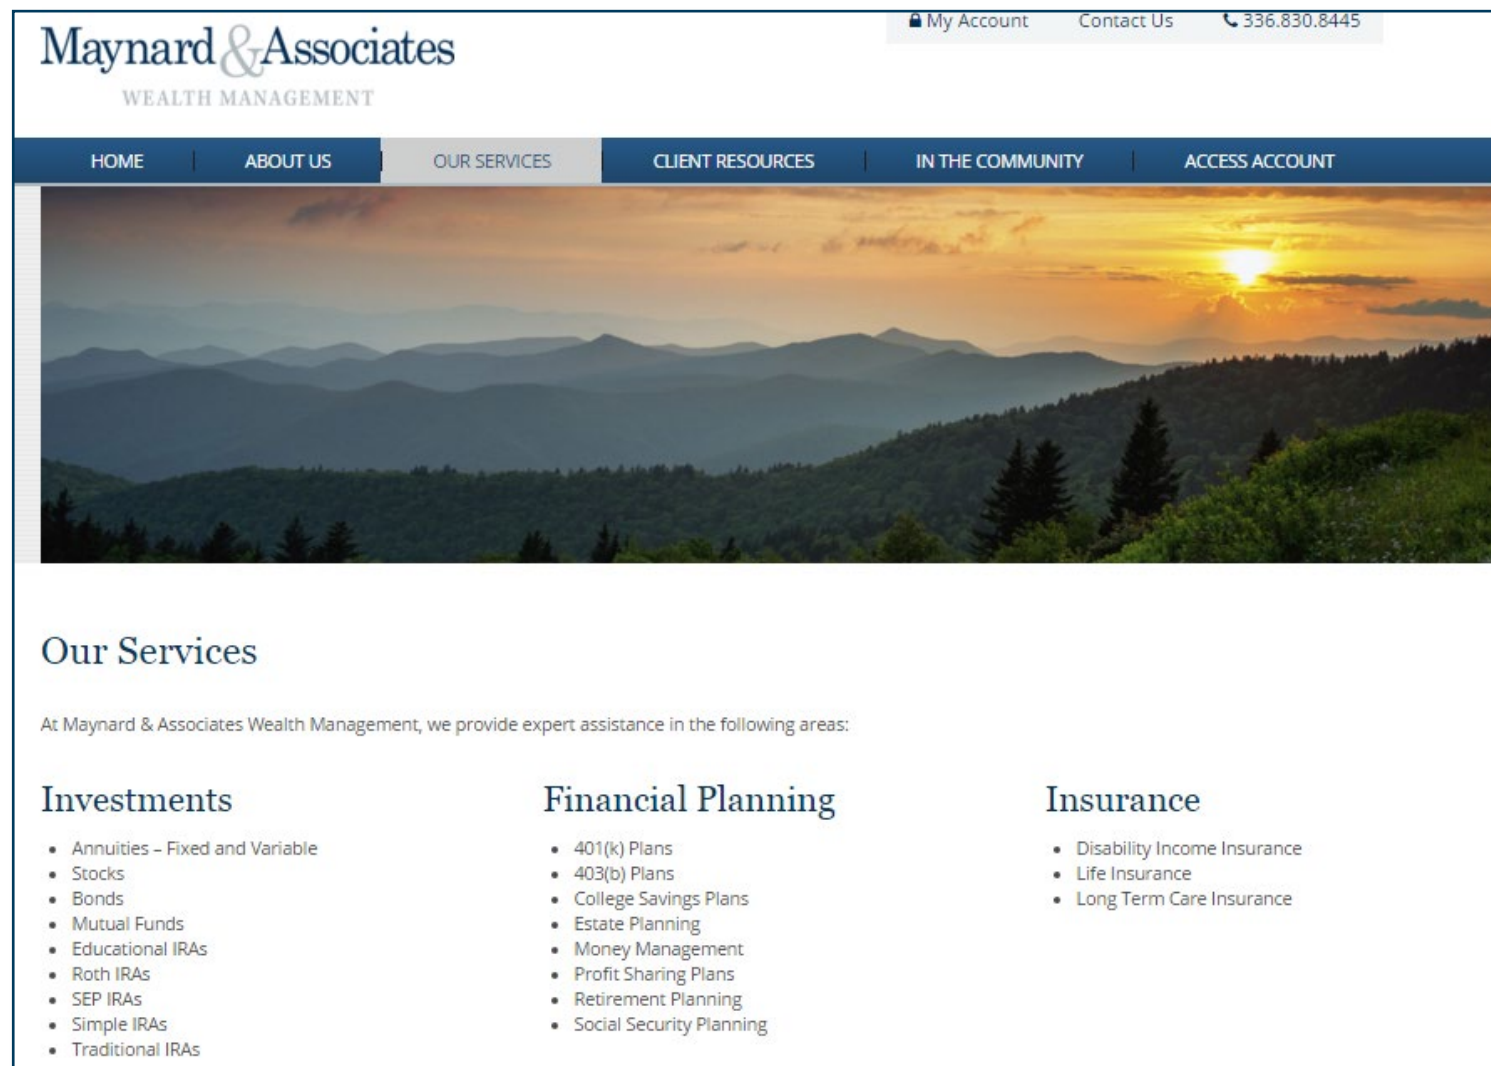 Maynard & Associates
WEALTH MANAGEMENT
My Account Contact Us 336.830.8445
HOME ABOUT US OUR SERVICES CLIENT RESOURCES IN THE COMMUNITY ACCESS ACCOUNT
Our Services
At Maynard & Associates Wealth Management, we provide expert assistance in the following areas:
Investments
• Annuities – Fixed and Variable
• Stocks
• Bonds
• Mutual Funds
• Educational IRAs
• Roth IRAs
• SEP IRAs
• Simple IRAs
• Traditional IRAs
Financial Planning
• 401(k) Plans
• 403(b) Plans
• College Savings Plans
• Estate Planning
• Money Management
• Profit Sharing Plans
• Retirement Planning
• Social Security Planning
Insurance
• Disability Income Insurance
• Life Insurance
• Long Term Care Insurance